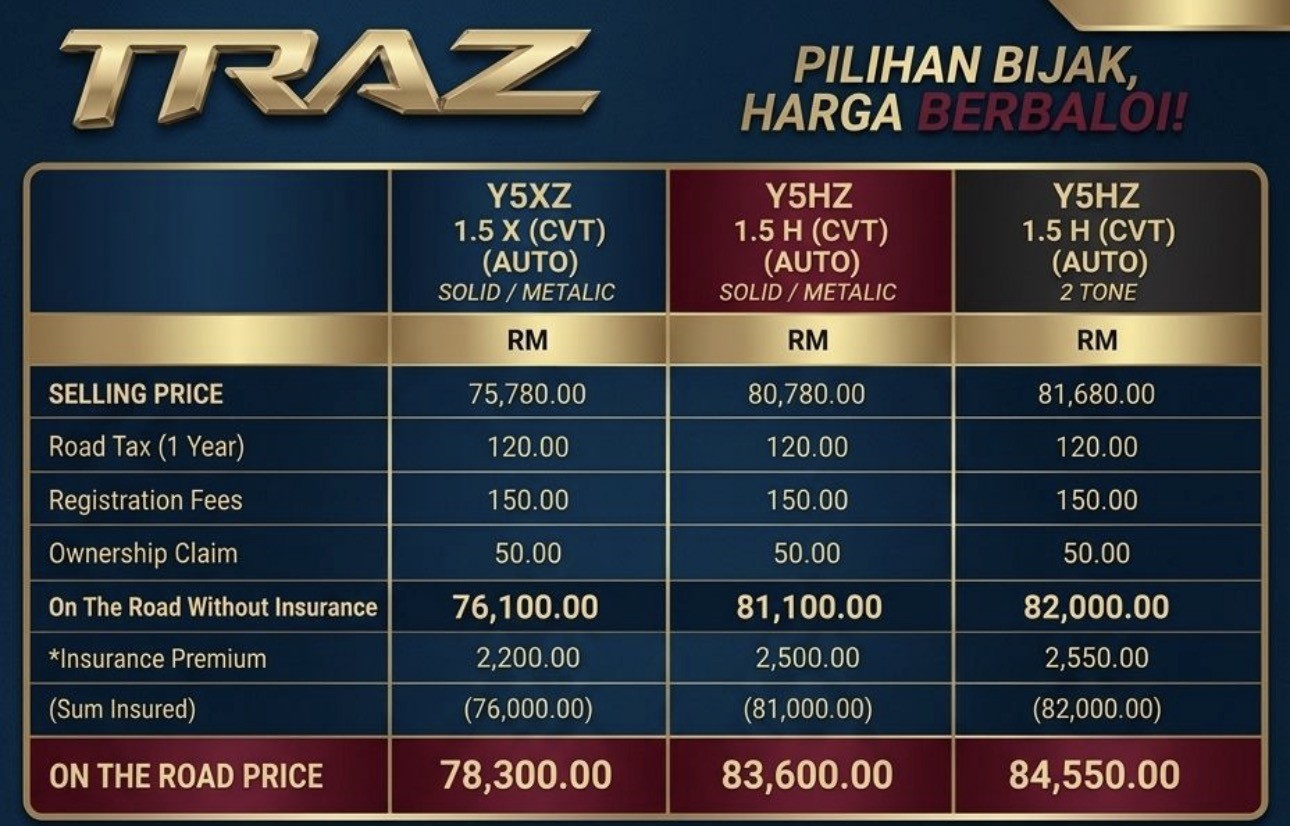 TRAZ
PILIHAN BIJAK,
HARGA BERBALOI!
Y5XZ
1.5 X (CVT)
(AUTO)
SOLID / METALIC
Y5HZ
1.5 H (CVT)
(AUTO)
SOLID / METALIC
Y5HZ
1.5 H (CVT)
(AUTO)
2 TONE
RM RM RM
SELLING PRICE 75,780.00 80,780.00 81,680.00
Road Tax (1 Year) 120.00 120.00 120.00
Registration Fees 150.00 150.00 150.00
Ownership Claim 50.00 50.00 50.00
On The Road Without Insurance 76,100.00 81,100.00 82,000.00
*Insurance Premium 2,200.00 2,500.00 2,550.00
(Sum Insured) (76,000.00) (81,000.00) (82,000.00)
ON THE ROAD PRICE 78,300.00 83,600.00 84,550.00